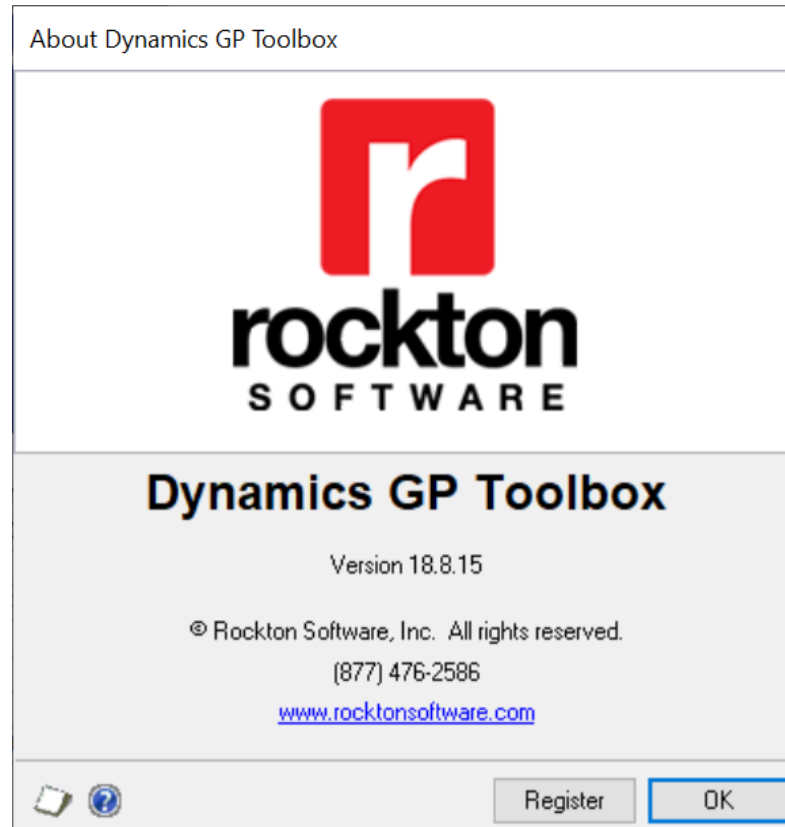 About Dynamics GP Toolbox
r
rockton
SOFTWARE
Dynamics GP Toolbox
Version 18.8.15
© Rockton Software, Inc. All rights reserved.
(877) 476-2586
www.rocktonsoftware.com
Register OK